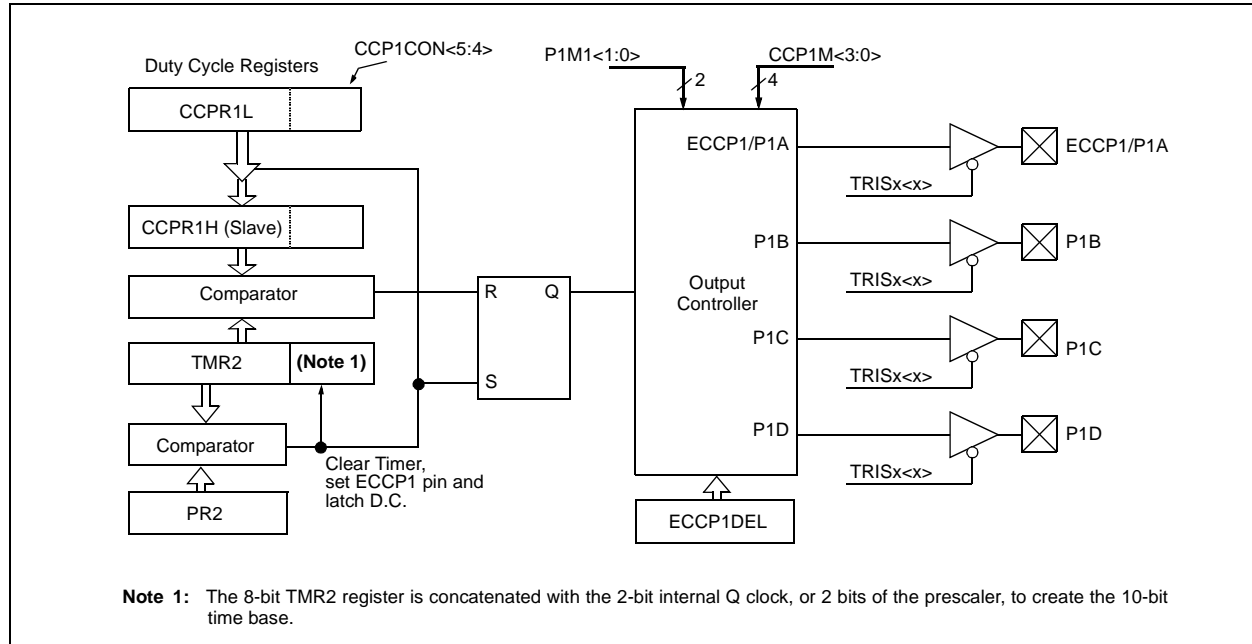 CCP1CON<5:4>
Duty Cycle Registers
CCPR1L
CCPR1H (Slave)
Comparator
TMR2
(Note 1)
Comparator
PR2
Clear Timer,
set ECCP1 pin and
latch D.C.
R
Q
S
P1M1<1:0>
2
CCP1M<3:0>
4
Output
Controller
ECCP1/P1A
P1B
P1C
P1D
ECCP1DEL
TRISx<x>
ECCP1/P1A
TRISx<x>
P1B
TRISx<x>
P1C
TRISx<x>
P1D
Note 1: The 8-bit TMR2 register is concatenated with the 2-bit internal Q clock, or 2 bits of the prescaler, to create the 10-bit
time base.